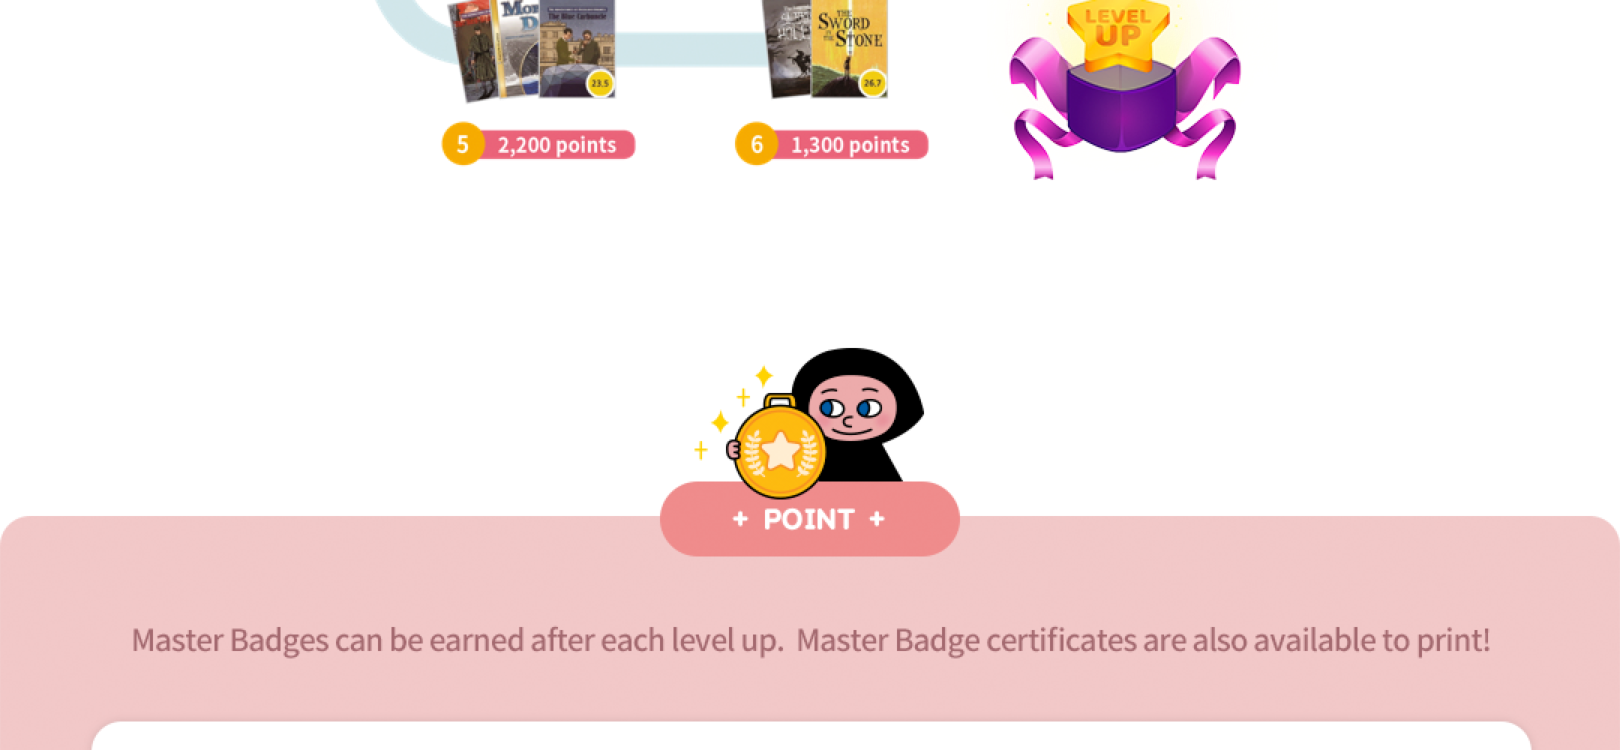 The Blue Carbuncle
THE
SWORD
IN THE
STONE
LEVEL
UP
23.5
26.7
5 2,200 points
6 1,300 points
+ POINT +
Master Badges can be earned after each level up. Master Badge certificates are also available to print!